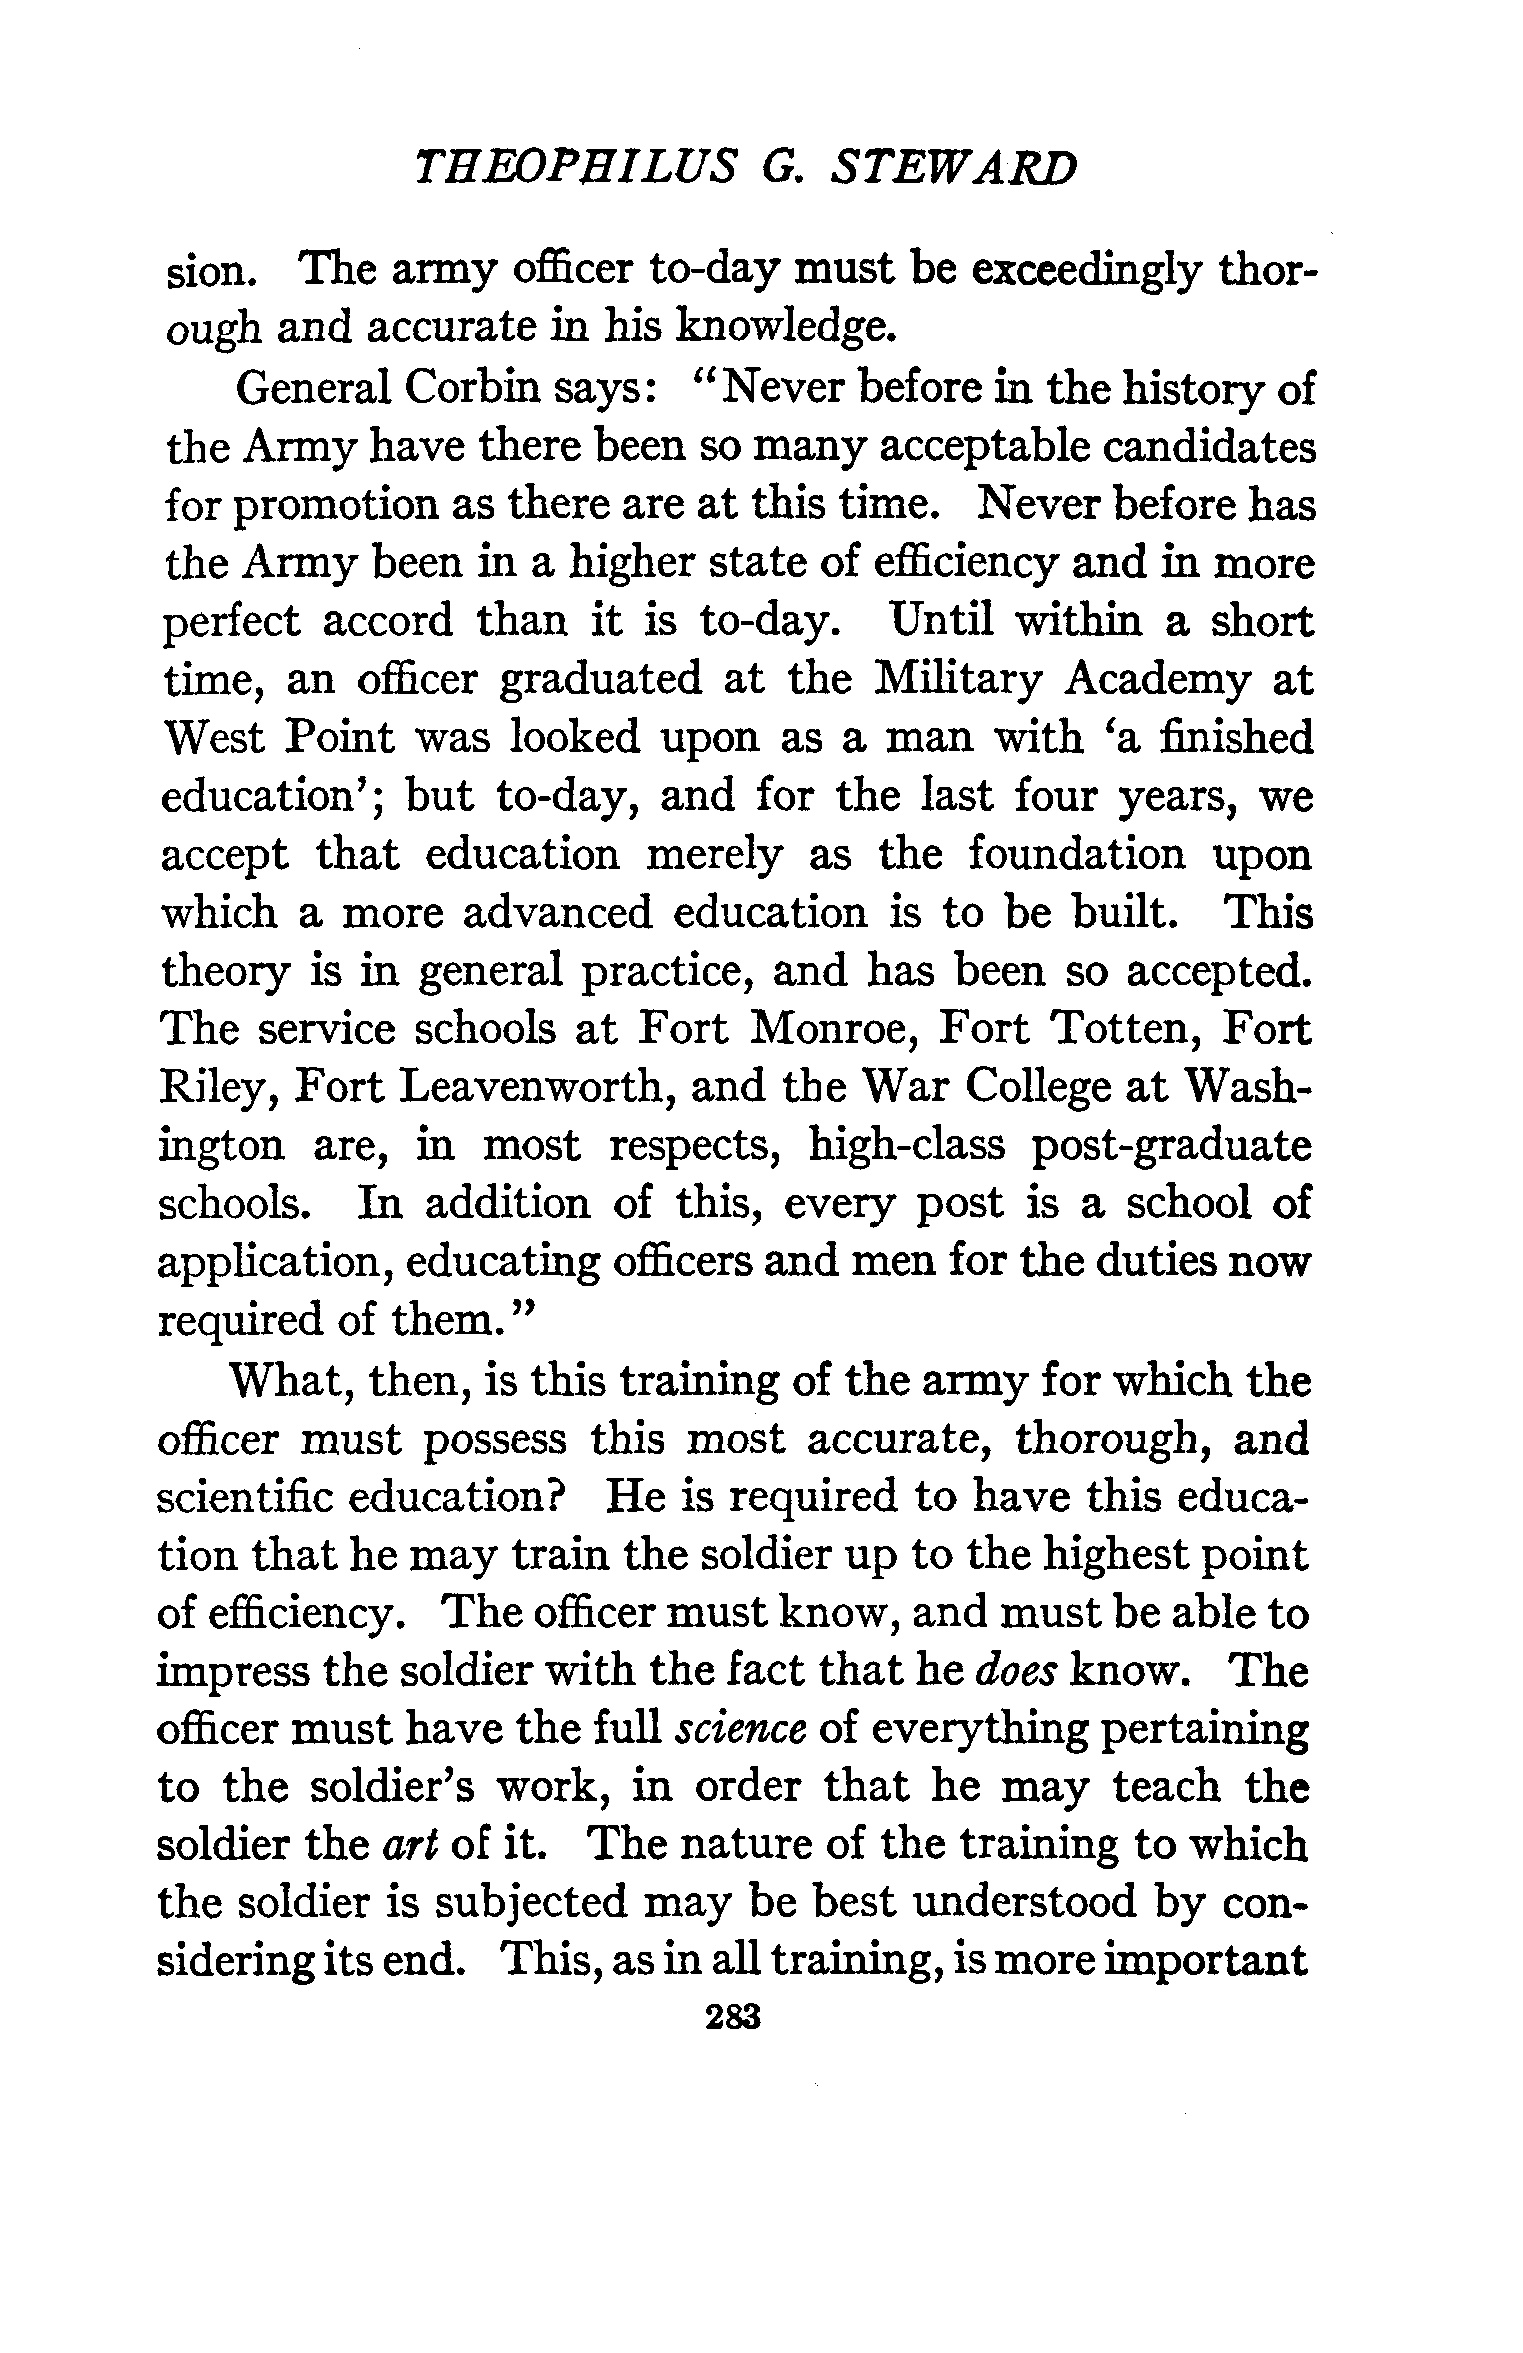 THEOPHILUS G. STEWARD
sion. The army officer to-day must be exceedingly thor-
ough and accurate in his knowledge.
General Corbin says: "Never before in the history of
the Army have there been so many acceptable candidates
for promotion as there are at this time. Never before has
the Army been in a higher state of efficiency and in more
perfect accord than it is to-day. Until within a short
time, an officer graduated at the Military Academy at
West Point was looked upon as a man with 'a finished
education'; but to-day, and for the last four years, we
accept that education merely as the foundation upon
which a more advanced education is to be built. This
theory is in general practice, and has been so accepted.
The service schools at Fort Monroe, Fort Totten, Fort
Riley, Fort Leavenworth, and the War College at Wash-
ington are, in most respects, high-class post-graduate
schools. In addition of this, every post is a school of
application, educating officers and men for the duties now
required of them."
What, then, is this training of the army for which the
officer must possess this most accurate, thorough, and
scientific education? He is required to have this educa-
tion that he may train the soldier up to the highest point
of efficiency. The officer must know, and must be able to
impress the soldier with the fact that he does know. The
officer must have the full science of everything pertaining
to the soldier's work, in order that he may teach the
soldier the art of it. The nature of the training to which
the soldier is subjected may be best understood by con-
sidering its end. This, as in all training, is more important
283